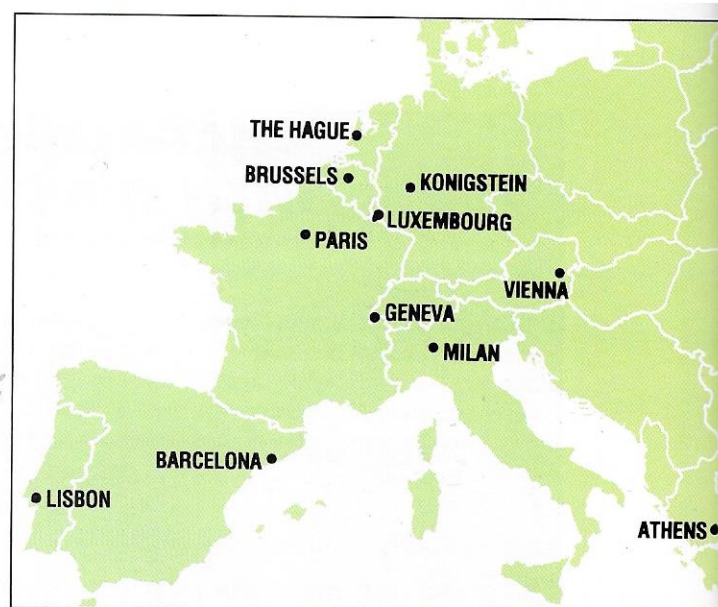 THE HAGUE
BRUSSELS
KONIGSTEIN
LUXEMBOURG
PARIS
VIENNA
GENEVA
MILAN
BARCELONA
LISBON
ATHENS